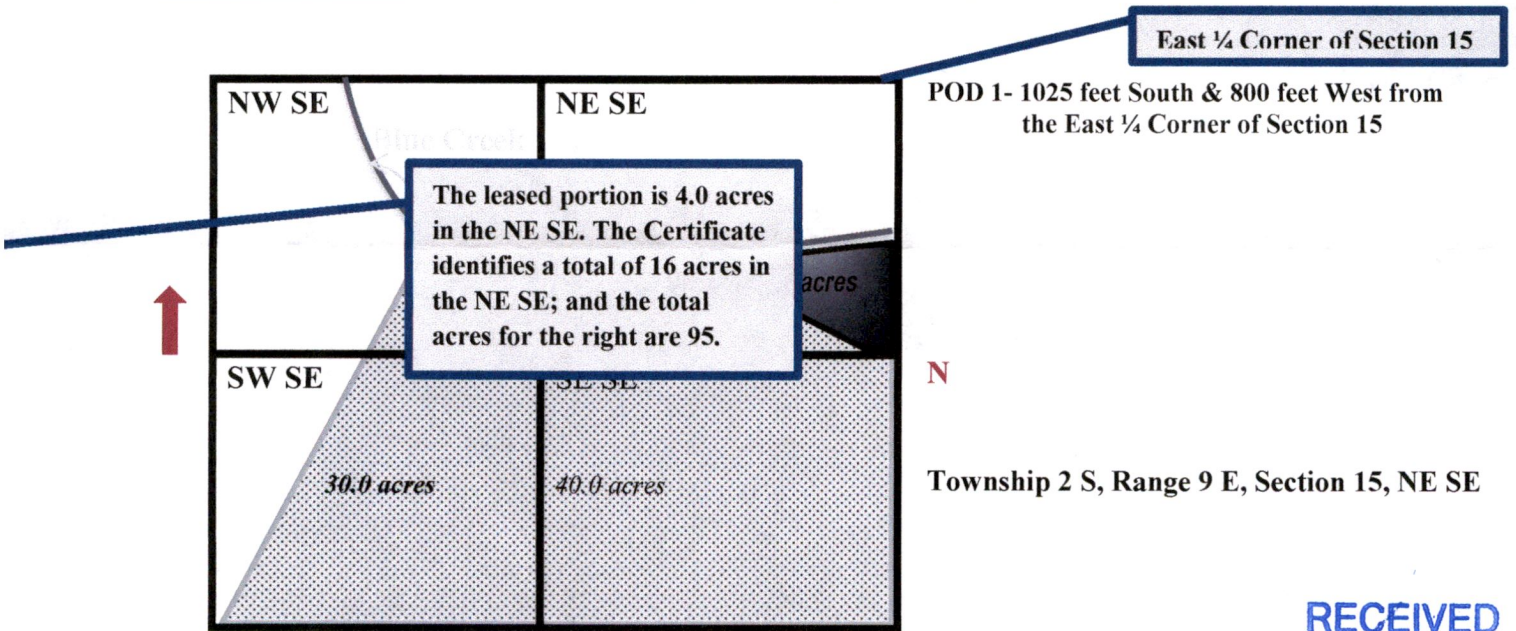 East ¼ Corner of Section 15
NW SE
NE SE
POD 1- 1025 feet South & 800 feet West from
the East ¼ Corner of Section 15
Blue Creek
The leased portion is 4.0 acres
in the NE SE. The Certificate
identifies a total of 16 acres in
the NE SE; and the total
acres for the right are 95.
acres
SW SE
SE SE
N
30.0 acres
40.0 acres
Township 2 S, Range 9 E, Section 15, NE SE
RECEIVED